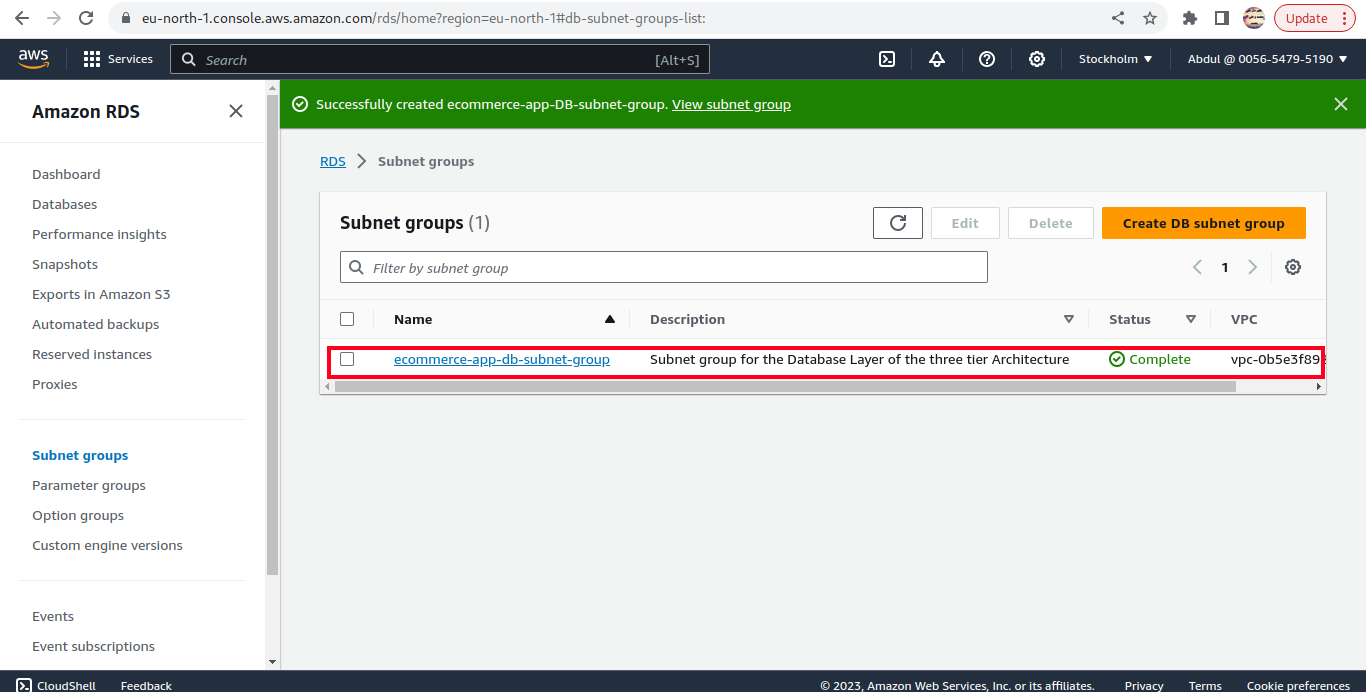 eu-north-1.console.aws.amazon.com/rds/home?region=eu-north-1#db-subnet-groups-list:
Update
aws
Services
Search
[Alt+S]
Stockholm
Abdul @ 0056-5479-5190
Amazon RDS
Successfully created ecommerce-app-DB-subnet-group. View subnet group
Dashboard
Databases
Performance insights
Snapshots
Exports in Amazon S3
Automated backups
Reserved instances
Proxies
Subnet groups
Parameter groups
Option groups
Custom engine versions
Events
Event subscriptions
RDS
Subnet groups
Subnet groups (1)
Edit
Delete
Create DB subnet group
Filter by subnet group
1
Name
Description
Status
VPC
ecommerce-app-db-subnet-group
Subnet group for the Database Layer of the three tier Architecture
Complete
vpc-0b5e3f89
CloudShell
Feedback
© 2023, Amazon Web Services, Inc. or its affiliates.
Privacy
Terms
Cookie preferences